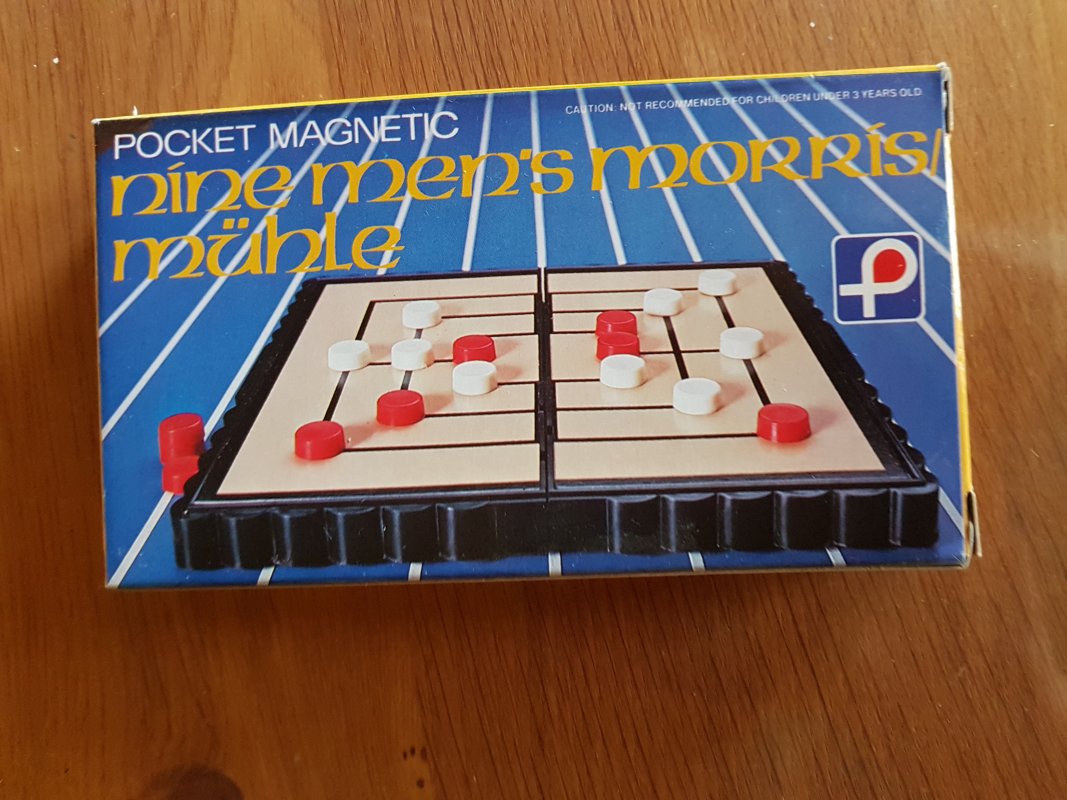 CAUTION: NOT RECOMMENDED FOR CHILDREN UNDER 3 YEARS OLD
POCKET MAGNETIC
nine men's morris/
mühle